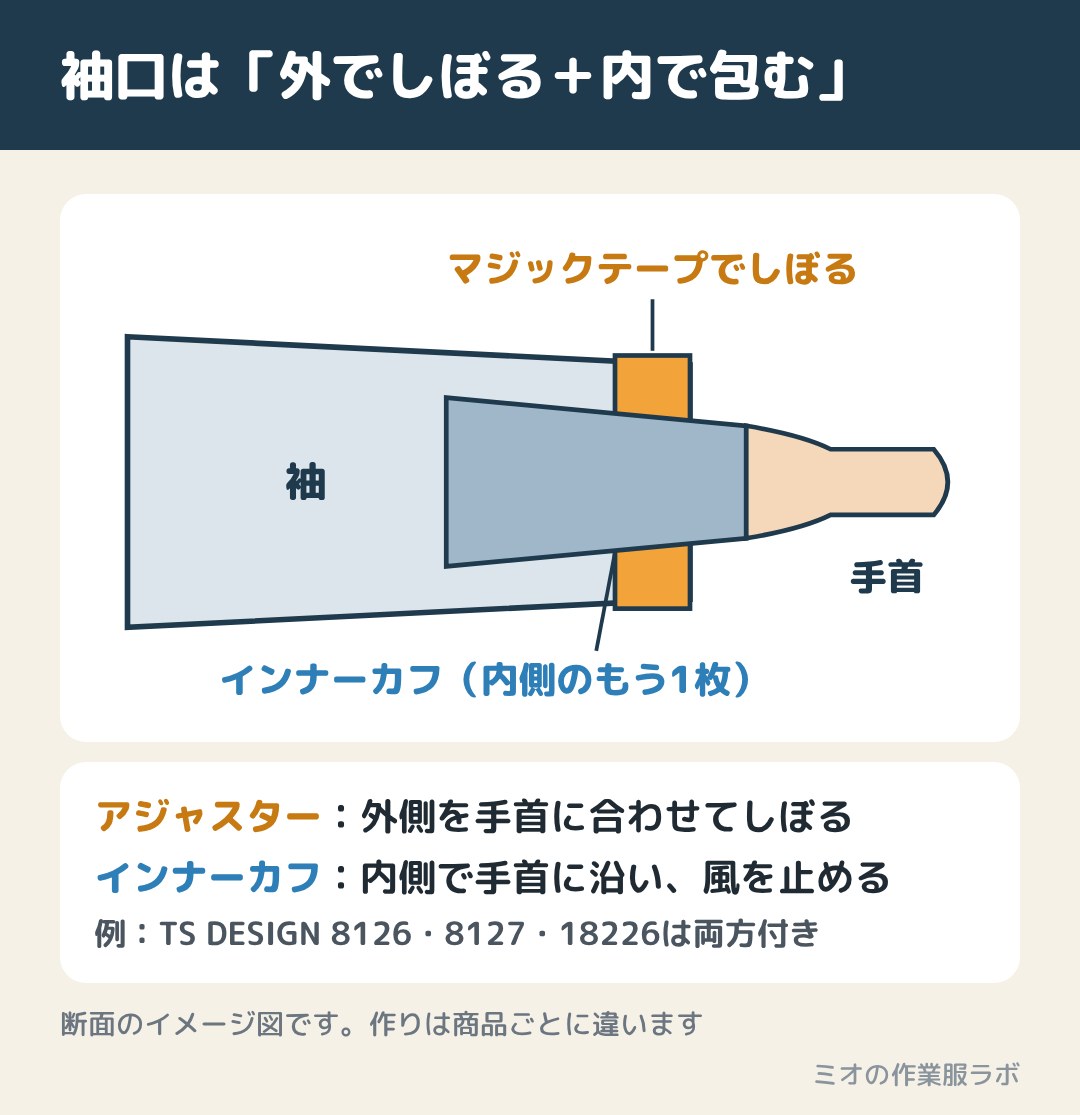 袖口は「外でしぼる＋内で包む」
マジックテープでしぼる
袖
手首
インナーカフ（内側のもう1枚）
アジャスター：外側を手首に合わせてしぼる
インナーカフ：内側で手首に沿い、風を止める
例：TS DESIGN 8126・8127・18226は両方付き
断面のイメージ図です。作りは商品ごとに違います
ミオの作業服ラボ